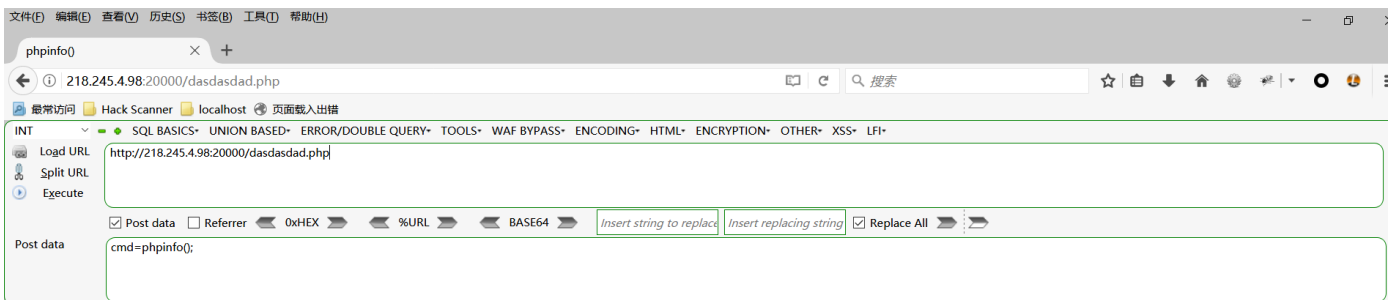 文件(F) 编辑(E) 查看(V) 历史(S) 书签(B) 工具(T) 帮助(H)
phpinfo()
218.245.4.98:20000/dasdasdad.php 搜索
最常访问 Hack Scanner localhost 页面载入出错
INT SQL BASICS UNION BASED ERROR/DOUBLE QUERY TOOLS WAF BYPASS ENCODING HTML ENCRYPTION OTHER XSS LFI
Load URL http://218.245.4.98:20000/dasdasdad.php
Split URL
Execute
Post data Referrer 0xHEX %URL BASE64 Insert string to replace Insert replacing string Replace All
Post data cmd=phpinfo();